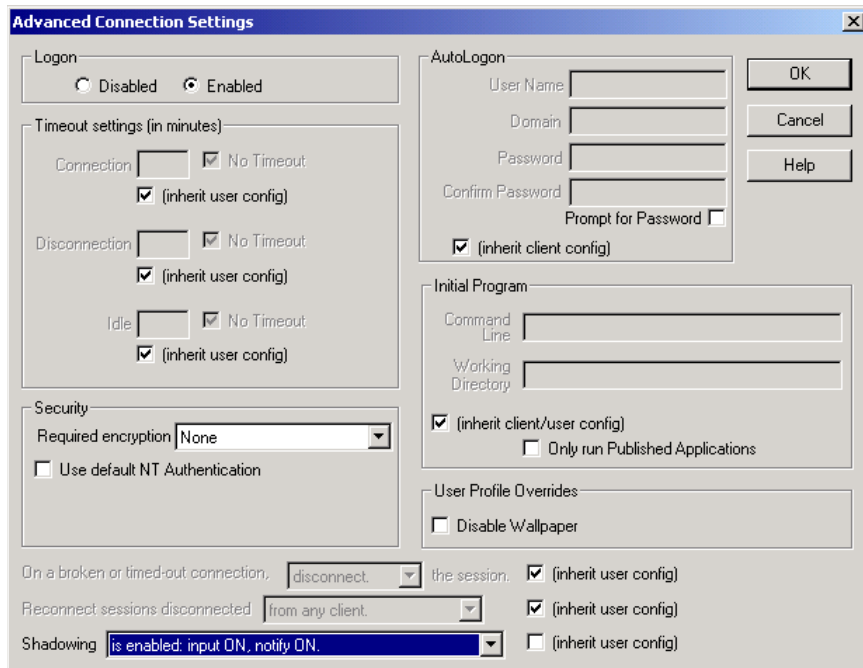 Advanced Connection Settings
Logon
Disabled Enabled
Timeout settings (in minutes)
Connection No Timeout
(inherit user config)
Disconnection No Timeout
(inherit user config)
Idle No Timeout
(inherit user config)
Security
Required encryption None
Use default NT Authentication
AutoLogon
User Name
Domain
Password
Confirm Password
Prompt for Password
(inherit client config)
OK
Cancel
Help
Initial Program
Command
Line
Working
Directory
(inherit client/user config)
Only run Published Applications
User Profile Overrides
Disable Wallpaper
On a broken or timed-out connection, disconnect. the session. (inherit user config)
Reconnect sessions disconnected from any client. (inherit user config)
Shadowing is enabled: input ON, notify ON. (inherit user config)